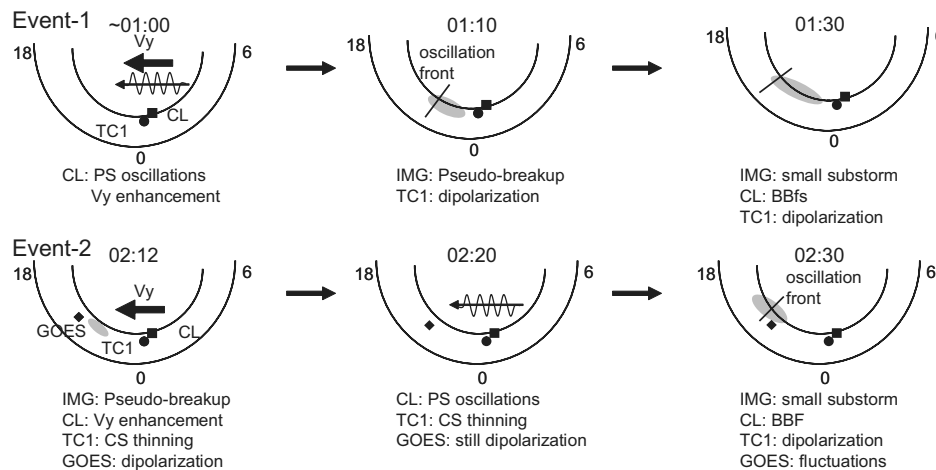 Event-1
~01:00
01:10
01:30
18
Vy
6
oscillation
front
18
6
TC1
CL
0
0
0
CL: PS oscillations
Vy enhancement
IMG: Pseudo-breakup
TC1: dipolarization
IMG: small substorm
CL: BBfs
TC1: dipolarization
Event-2
02:12
02:20
02:30
18
Vy
6
18
6
oscillation
front
GOES
TC1
CL
0
0
0
IMG: Pseudo-breakup
CL: Vy enhancement
TC1: CS thinning
GOES: dipolarization
CL: PS oscillations
TC1: CS thinning
GOES: still dipolarization
IMG: small substorm
CL: BBF
TC1: dipolarization
GOES: fluctuations